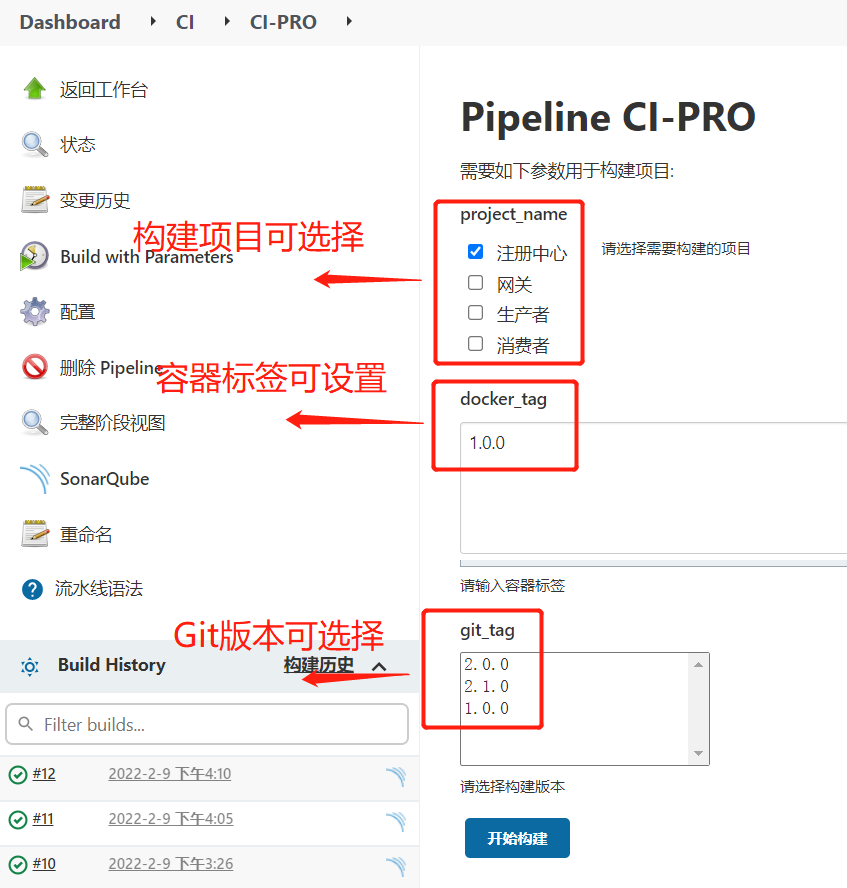 Dashboard CI CI-PRO
返回工作台
状态
变更历史
构建项目可选择
Build with Parameters
配置
删除 Pipeline
容器标签可设置
完整阶段视图
SonarQube
重命名
流水线语法
Git版本可选择
Build History 构建历史
Filter builds...
#12 2022-2-9 下午4:10
#11 2022-2-9 下午4:05
#10 2022-2-9 下午3:26
Pipeline CI-PRO
需要如下参数用于构建项目:
project_name
注册中心 请选择需要构建的项目
网关
生产者
消费者
docker_tag
1.0.0
请输入容器标签
git_tag
2.0.0
2.1.0
1.0.0
请选择构建版本
开始构建